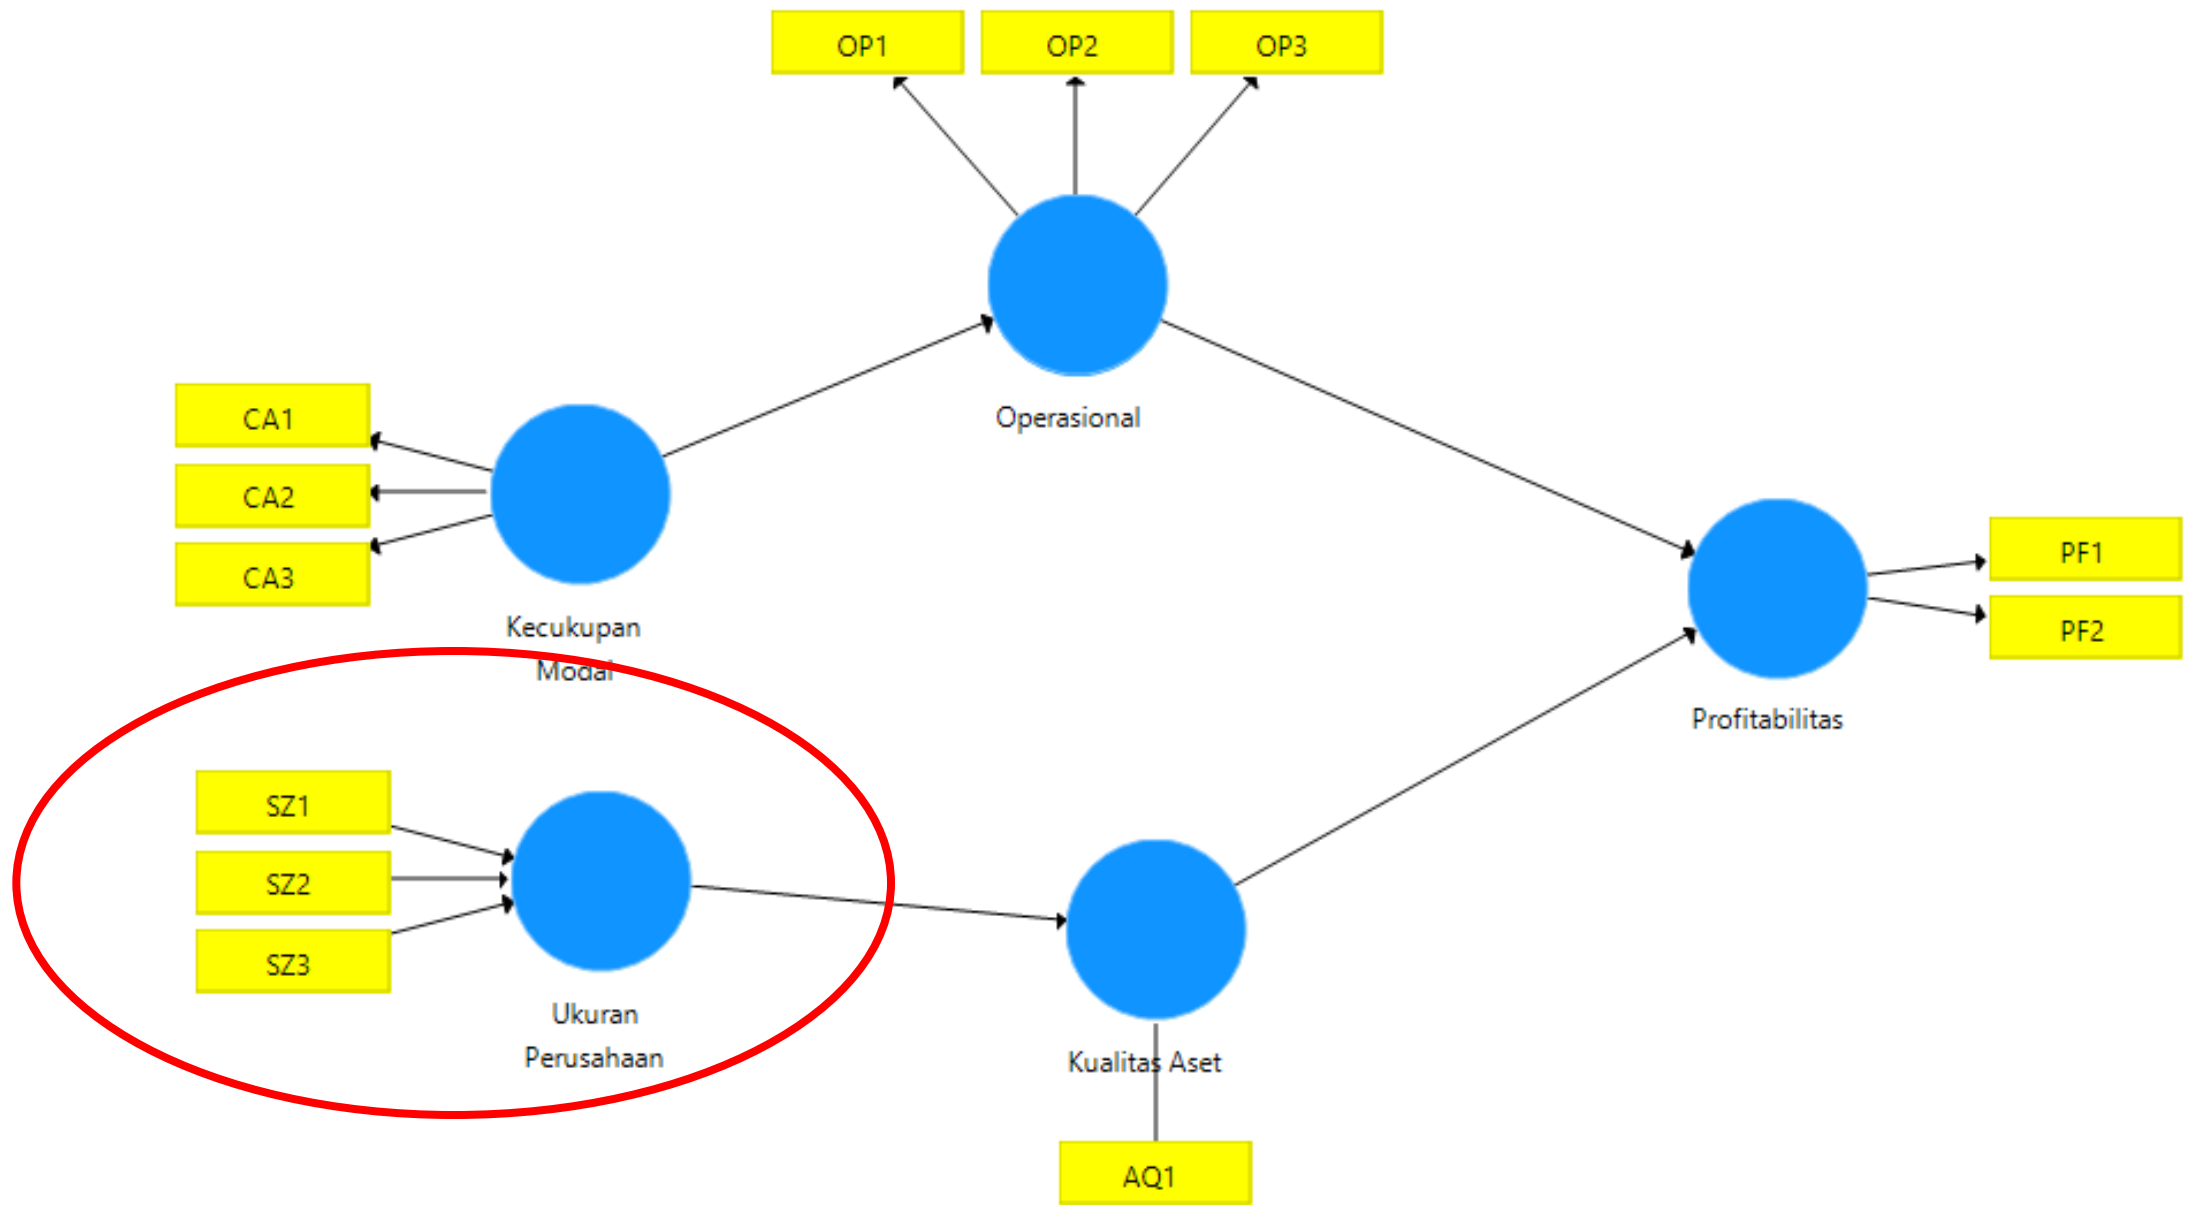 OP1
OP2
OP3
Operasional
CA1
CA2
CA3
Kecukupan
Modal
PF1
PF2
Profitabilitas
SZ1
SZ2
SZ3
Ukuran
Perusahaan
Kualitas Aset
AQ1